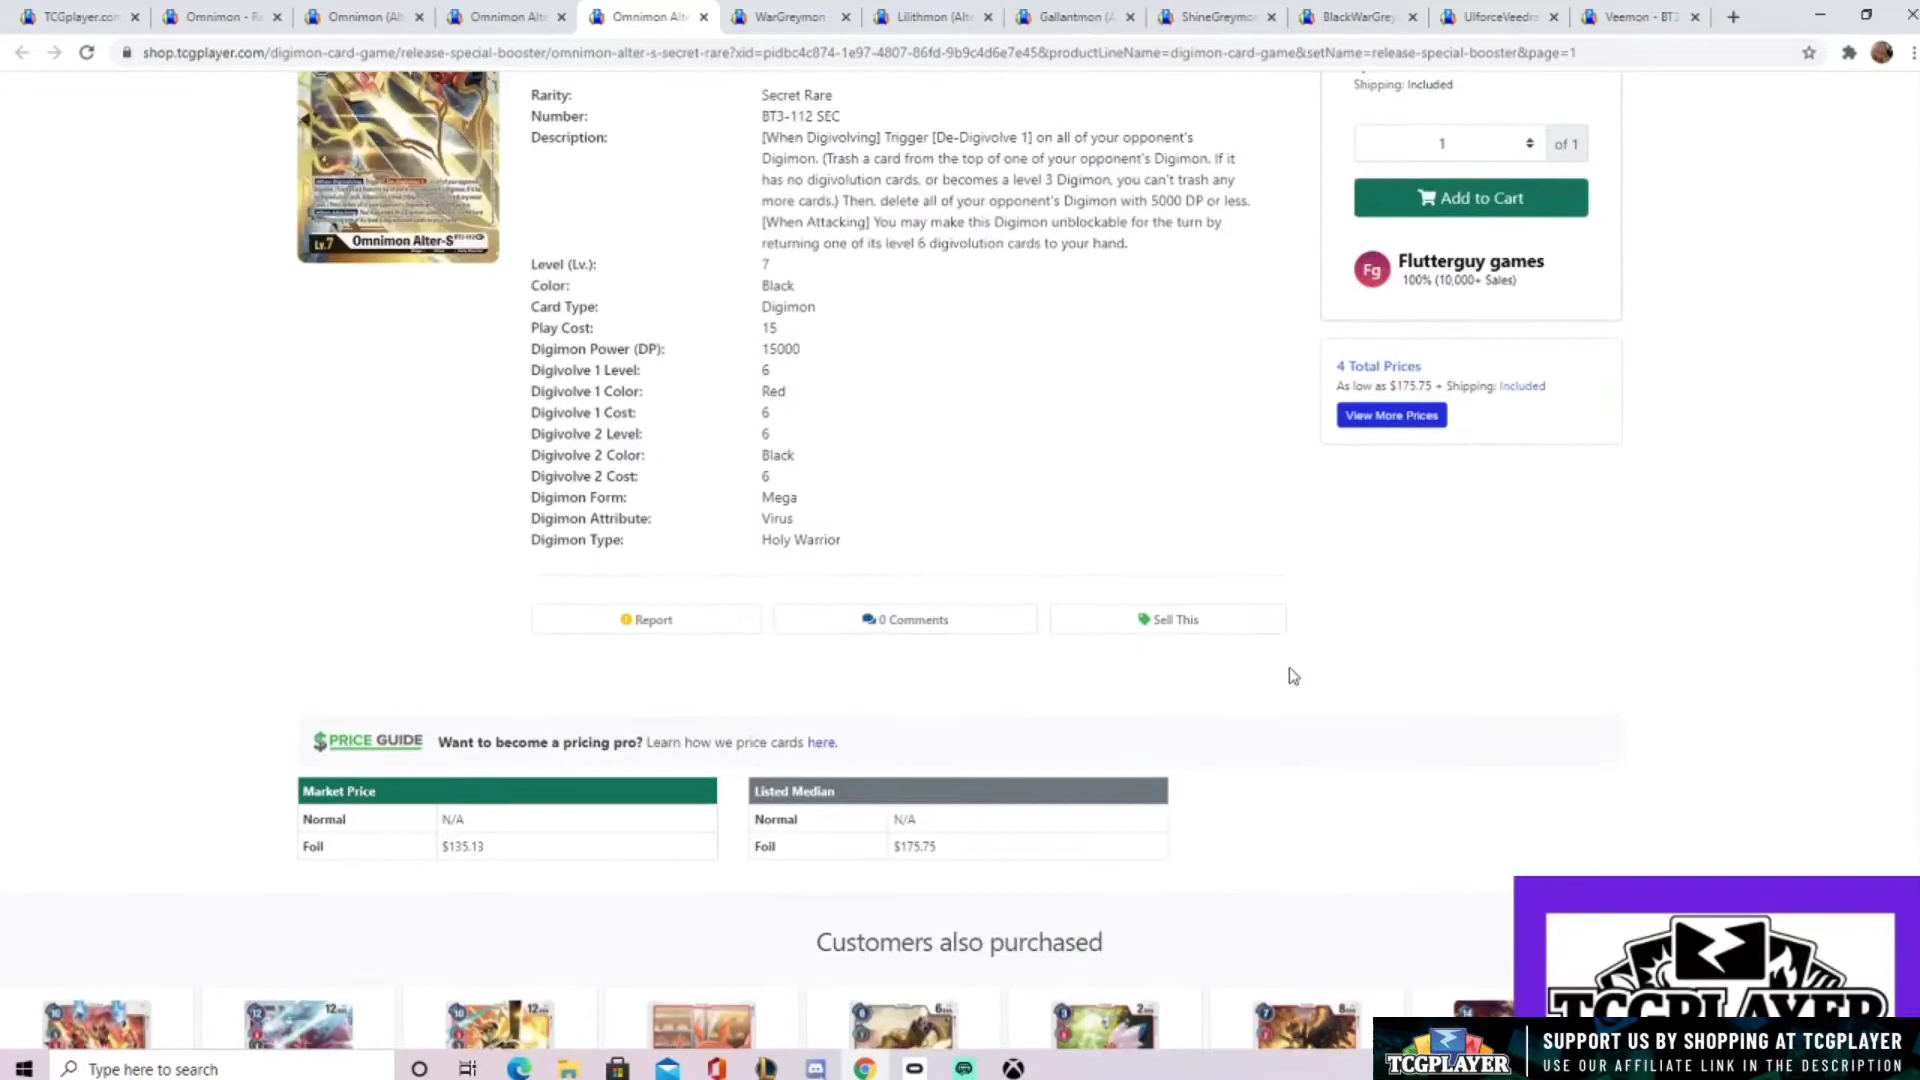 TCGplayer.com
Omnimon - Re
Omnimon (Alt
Omnimon Alte
Omnimon Alte
WarGreymon
Lilithmon (Alte
Gallantmon (A
ShineGreymo
BlackWarGrey
UlforceVeedra
Veemon - BT3
shop.tcgplayer.com/digimon-card-game/release-special-booster/omnimon-alter-s-secret-rare?xid=pidbc4c874-1e97-4807-86fd-9b9c4d6e7e45&productLineName=digimon-card-game&setName=release-special-booster&page=1
Lv.7 Omnimon Alter-S
Rarity: Secret Rare
Number: BT3-112 SEC
Description: [When Digivolving] Trigger [De-Digivolve 1] on all of your opponent's
Digimon. (Trash a card from the top of one of your opponent's Digimon. If it
has no digivolution cards, or becomes a level 3 Digimon, you can't trash any
more cards.) Then, delete all of your opponent's Digimon with 5000 DP or less.
[When Attacking] You may make this Digimon unblockable for the turn by
returning one of its level 6 digivolution cards to your hand.
Level (Lv.): 7
Color: Black
Card Type: Digimon
Play Cost: 15
Digimon Power (DP): 15000
Digivolve 1 Level: 6
Digivolve 1 Color: Red
Digivolve 1 Cost: 6
Digivolve 2 Level: 6
Digivolve 2 Color: Black
Digivolve 2 Cost: 6
Digimon Form: Mega
Digimon Attribute: Virus
Digimon Type: Holy Warrior
Shipping: Included
1 of 1
Add to Cart
Fg Flutterguy games
100% (10,000+ Sales)
4 Total Prices
As low as $175.75 + Shipping: Included
View More Prices
Report
0 Comments
Sell This
$PRICE GUIDE Want to become a pricing pro? Learn how we price cards here.
Market Price
Normal N/A
Foil $135.13
Listed Median
Normal N/A
Foil $175.75
Customers also purchased
TCGPLAYER
TCGPLAYER
SUPPORT US BY SHOPPING AT TCGPLAYER
USE OUR AFFILIATE LINK IN THE DESCRIPTION
Type here to search